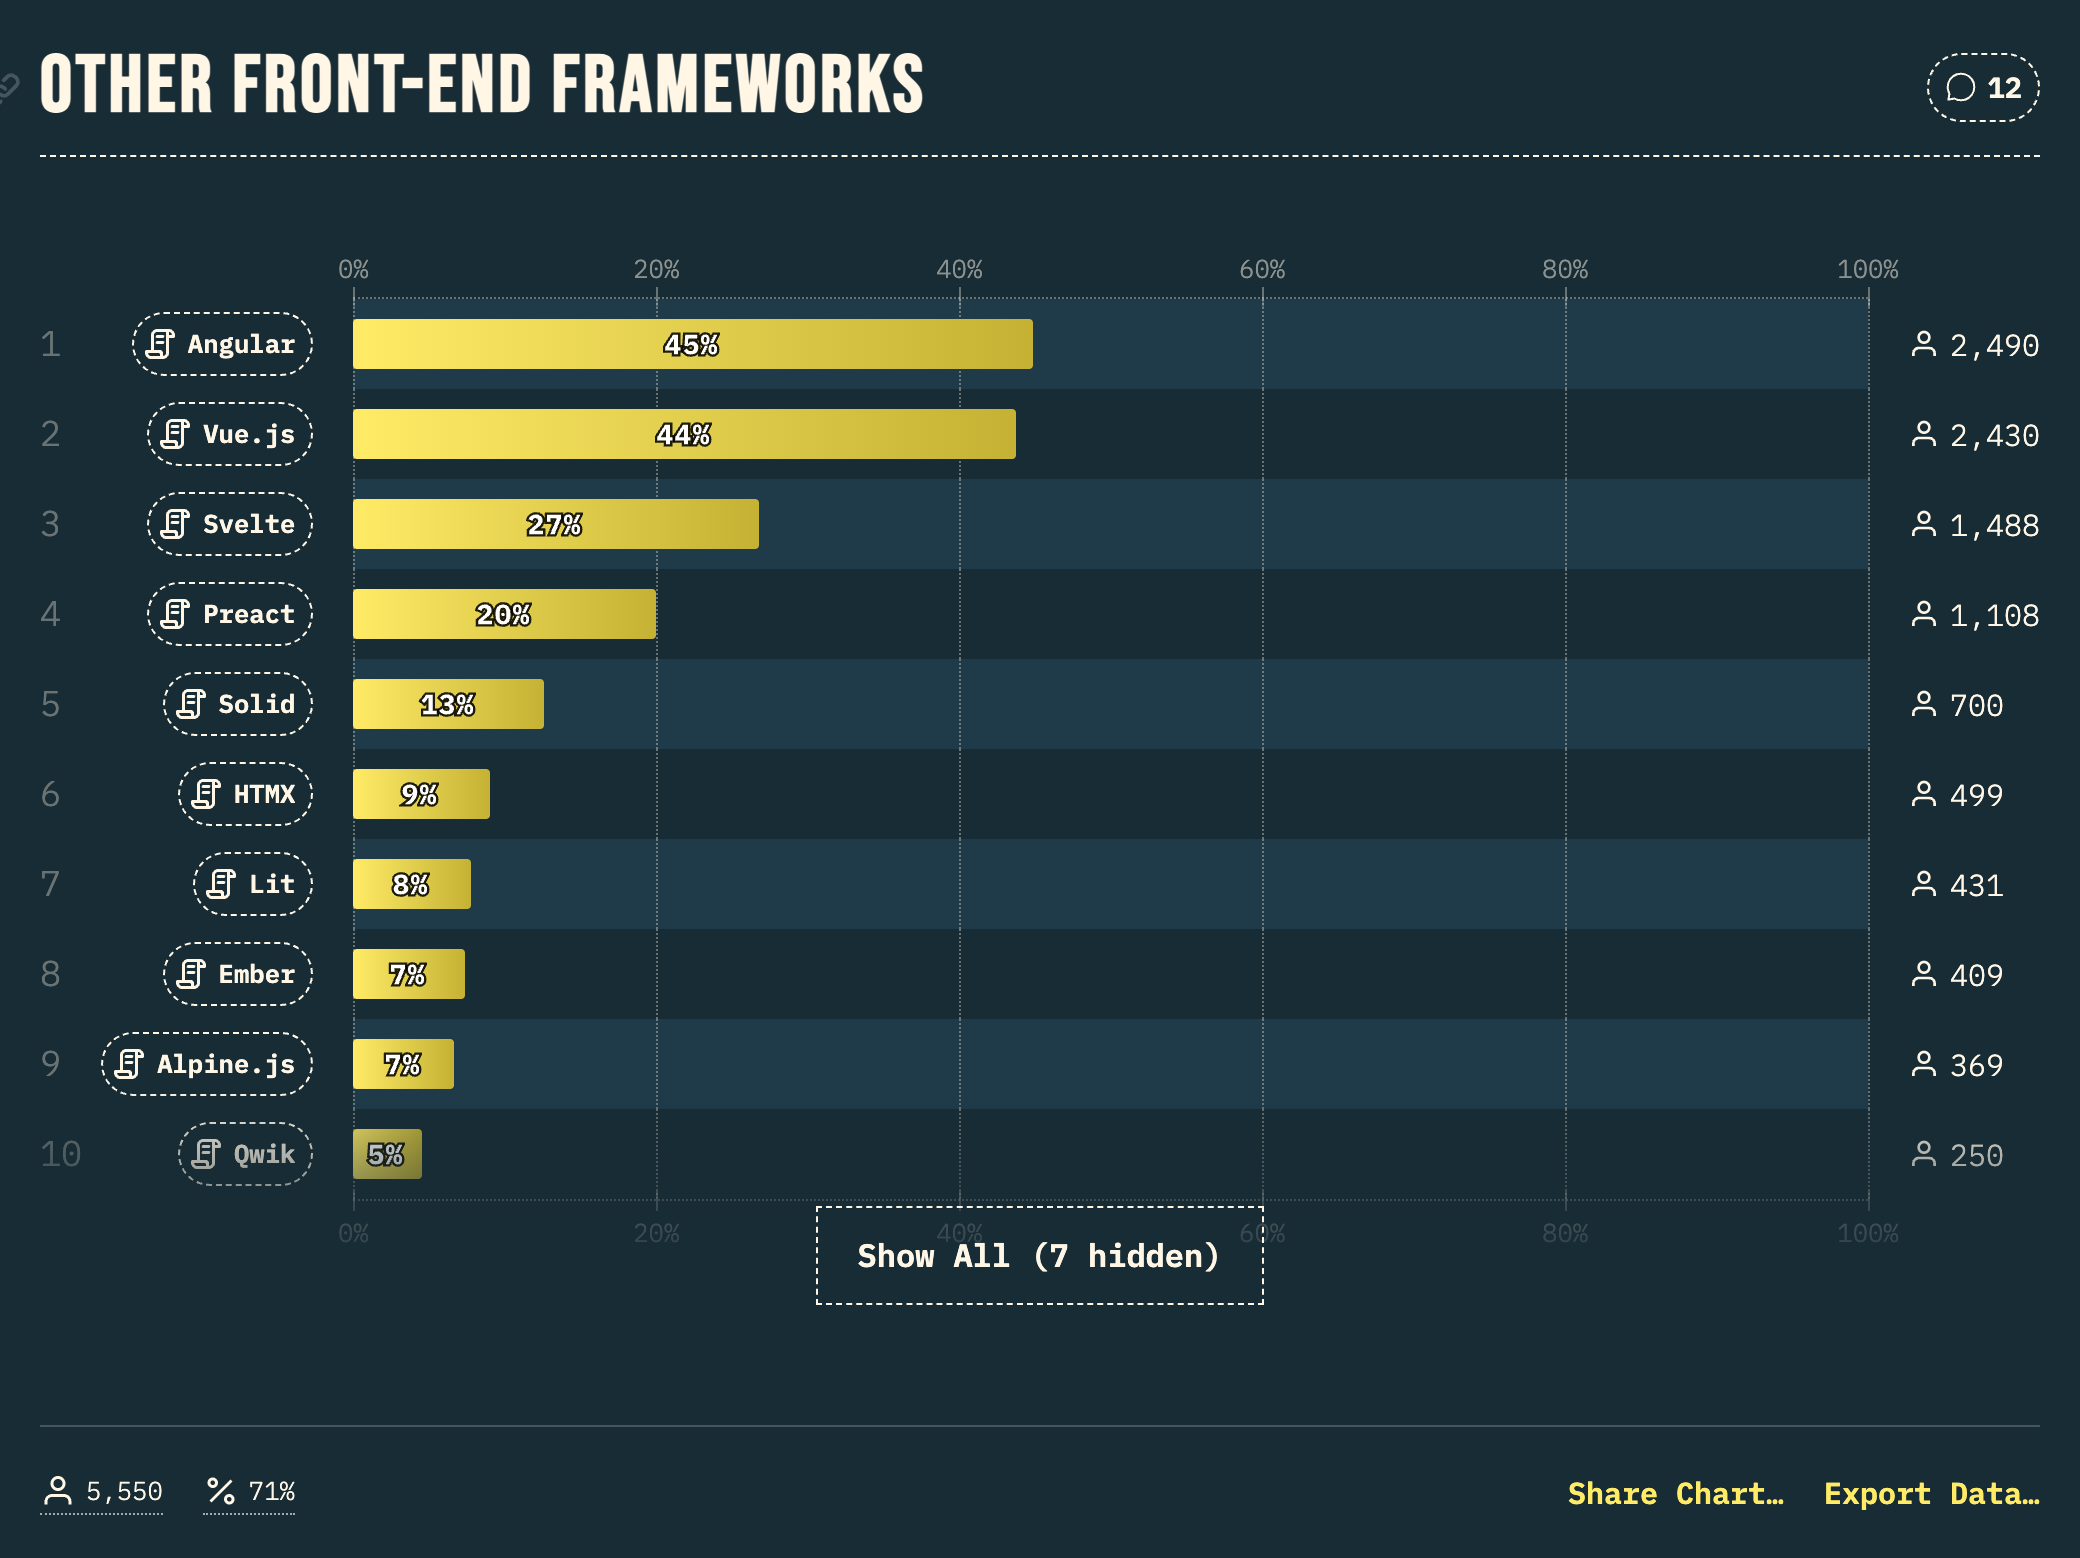 OTHER FRONT-END FRAMEWORKS
12
0% 20% 40% 60% 80% 100%
1 Angular 45% 2,490
2 Vue.js 44% 2,430
3 Svelte 27% 1,488
4 Preact 20% 1,108
5 Solid 13% 700
6 HTMX 9% 499
7 Lit 8% 431
8 Ember 7% 409
9 Alpine.js 7% 369
10 Qwik 5% 250
0% 20% 40% 60% 80% 100%
Show All (7 hidden)
5,550 71% Share Chart… Export Data…